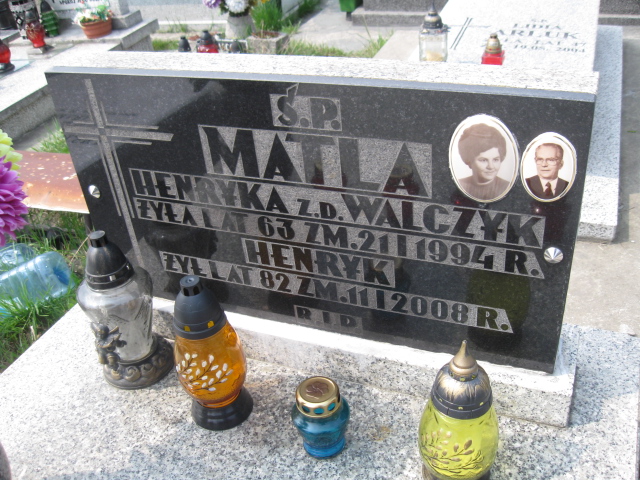 Ś.P.
MATLA
HENRYKA Z.D. WALCZYK
ŻYŁA LAT 63 ZM. 21 I 1994 R.
HENRYK
ŻYŁ LAT 82 ZM. 11 I 2008 R.
R.I.P.